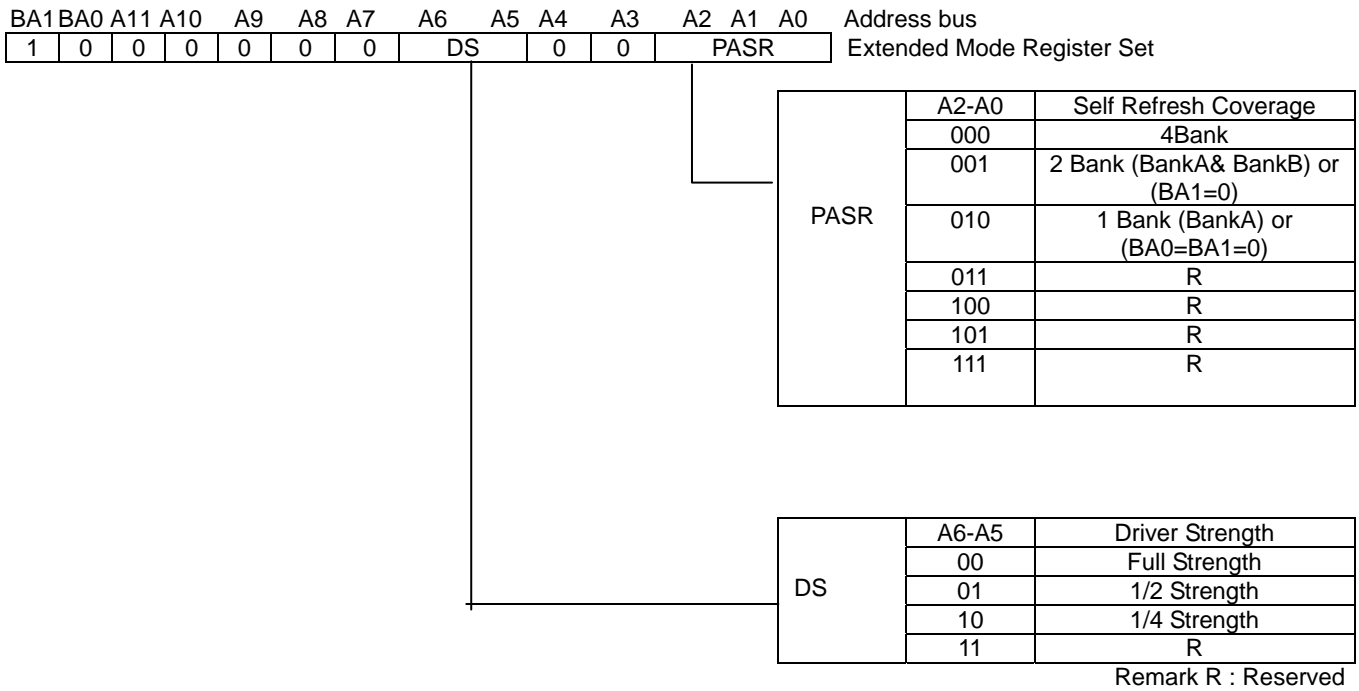 BA1 BA0 A11 A10 A9 A8 A7 A6 A5 A4 A3 A2 A1 A0 Address bus
1 0 0 0 0 0 0 DS 0 0 PASR Extended Mode Register Set
PASR
A2-A0 Self Refresh Coverage
000 4Bank
001 2 Bank (BankA& BankB) or
(BA1=0)
010 1 Bank (BankA) or
(BA0=BA1=0)
011 R
100 R
101 R
111 R
DS
A6-A5 Driver Strength
00 Full Strength
01 1/2 Strength
10 1/4 Strength
11 R
Remark R : Reserved